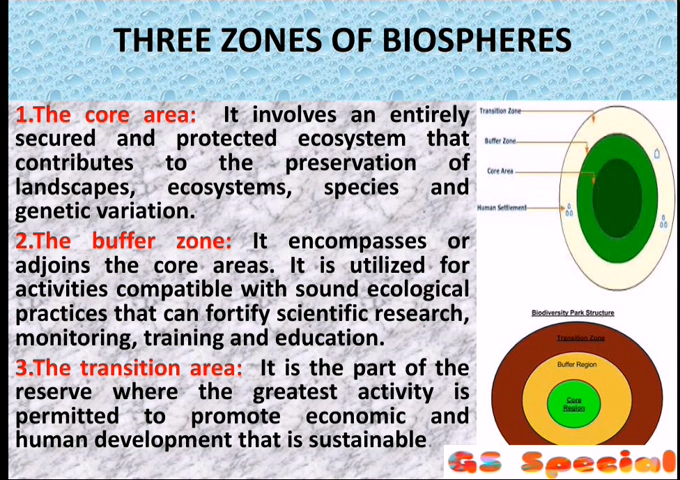 THREE ZONES OF BIOSPHERES
1.The core area: It involves an entirely
secured and protected ecosystem that
contributes to the preservation of
landscapes, ecosystems, species and
genetic variation.
2.The buffer zone: It encompasses or
adjoins the core areas. It is utilized for
activities compatible with sound ecological
practices that can fortify scientific research,
monitoring, training and education.
3.The transition area: It is the part of the
reserve where the greatest activity is
permitted to promote economic and
human development that is sustainable
Transition Zone
Buffer Zone
Core Area
Human Settlement
Biodiversity Park Structure
Transition Zone
Buffer Region
Core
Region
GS Special